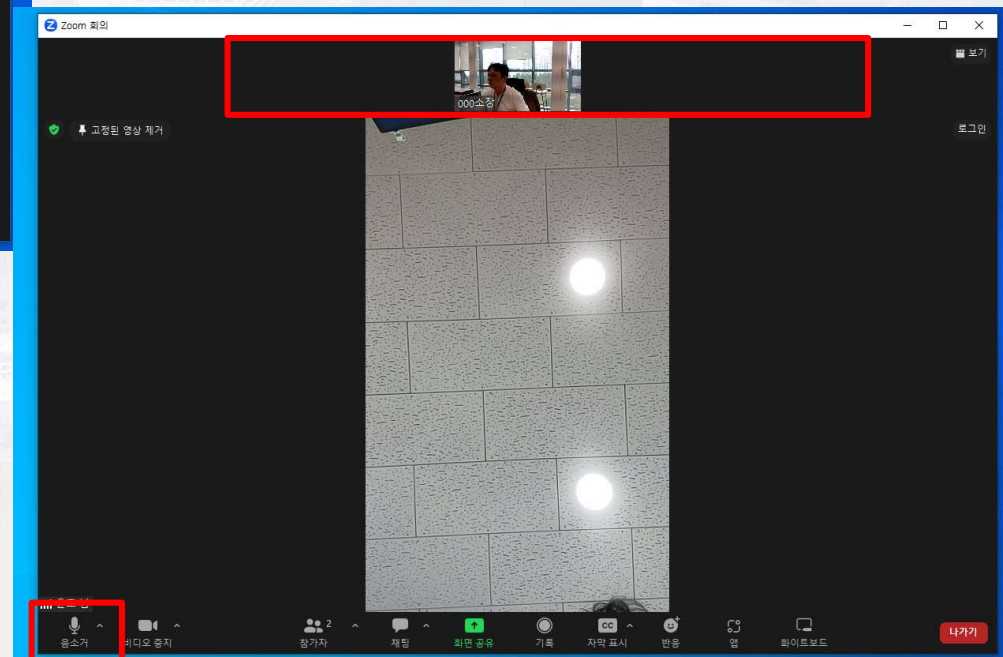 Zoom 회의
보기
000소장
고정된 영상 제거
로그인
음소거
비디오 중지
참가자
2
채팅
화면 공유
기록
CC
자막 표시
반응
앱
화이트보드
나가기